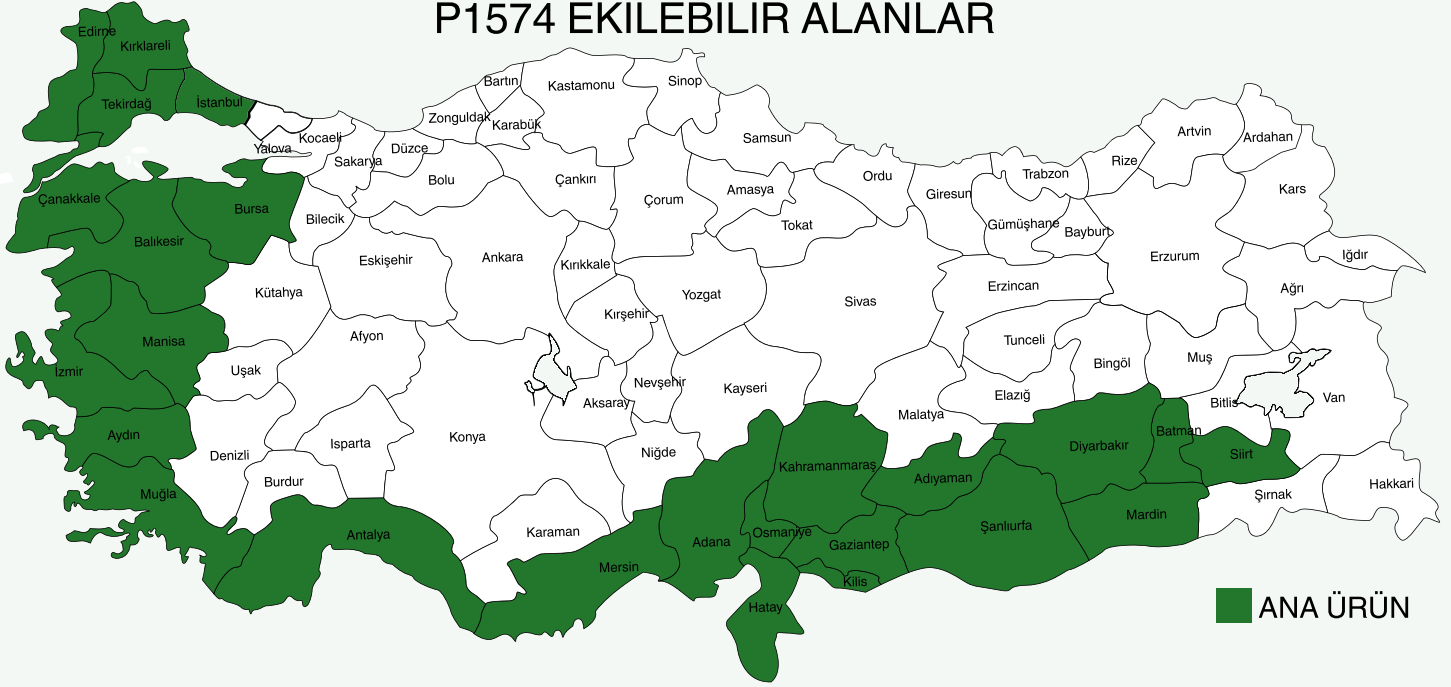 P1574 EKİLEBİLİR ALANLAR
Edirne
Kırklareli
Tekirdağ
İstanbul
Yalova
Kocaeli
Sakarya
Düzce
Zonguldak
Bartın
Karabük
Kastamonu
Sinop
Bolu
Çankırı
Çorum
Samsun
Amasya
Tokat
Ordu
Giresun
Trabzon
Gümüşhane
Bayburt
Rize
Artvin
Ardahan
Kars
Iğdır
Çanakkale
Balıkesir
Bursa
Bilecik
Eskişehir
Ankara
Kırıkkale
Yozgat
Sivas
Erzincan
Erzurum
Ağrı
Kütahya
Kırşehir
Manisa
İzmir
Uşak
Afyon
Nevşehir
Aksaray
Kayseri
Malatya
Tunceli
Elazığ
Bingöl
Muş
Bitlis
Van
Aydın
Denizli
Isparta
Burdur
Konya
Niğde
Kahramanmaraş
Adıyaman
Diyarbakır
Batman
Siirt
Şırnak
Hakkari
Muğla
Antalya
Karaman
Mersin
Adana
Osmaniye
Gaziantep
Kilis
Şanlıurfa
Mardin
Hatay
ANA ÜRÜN